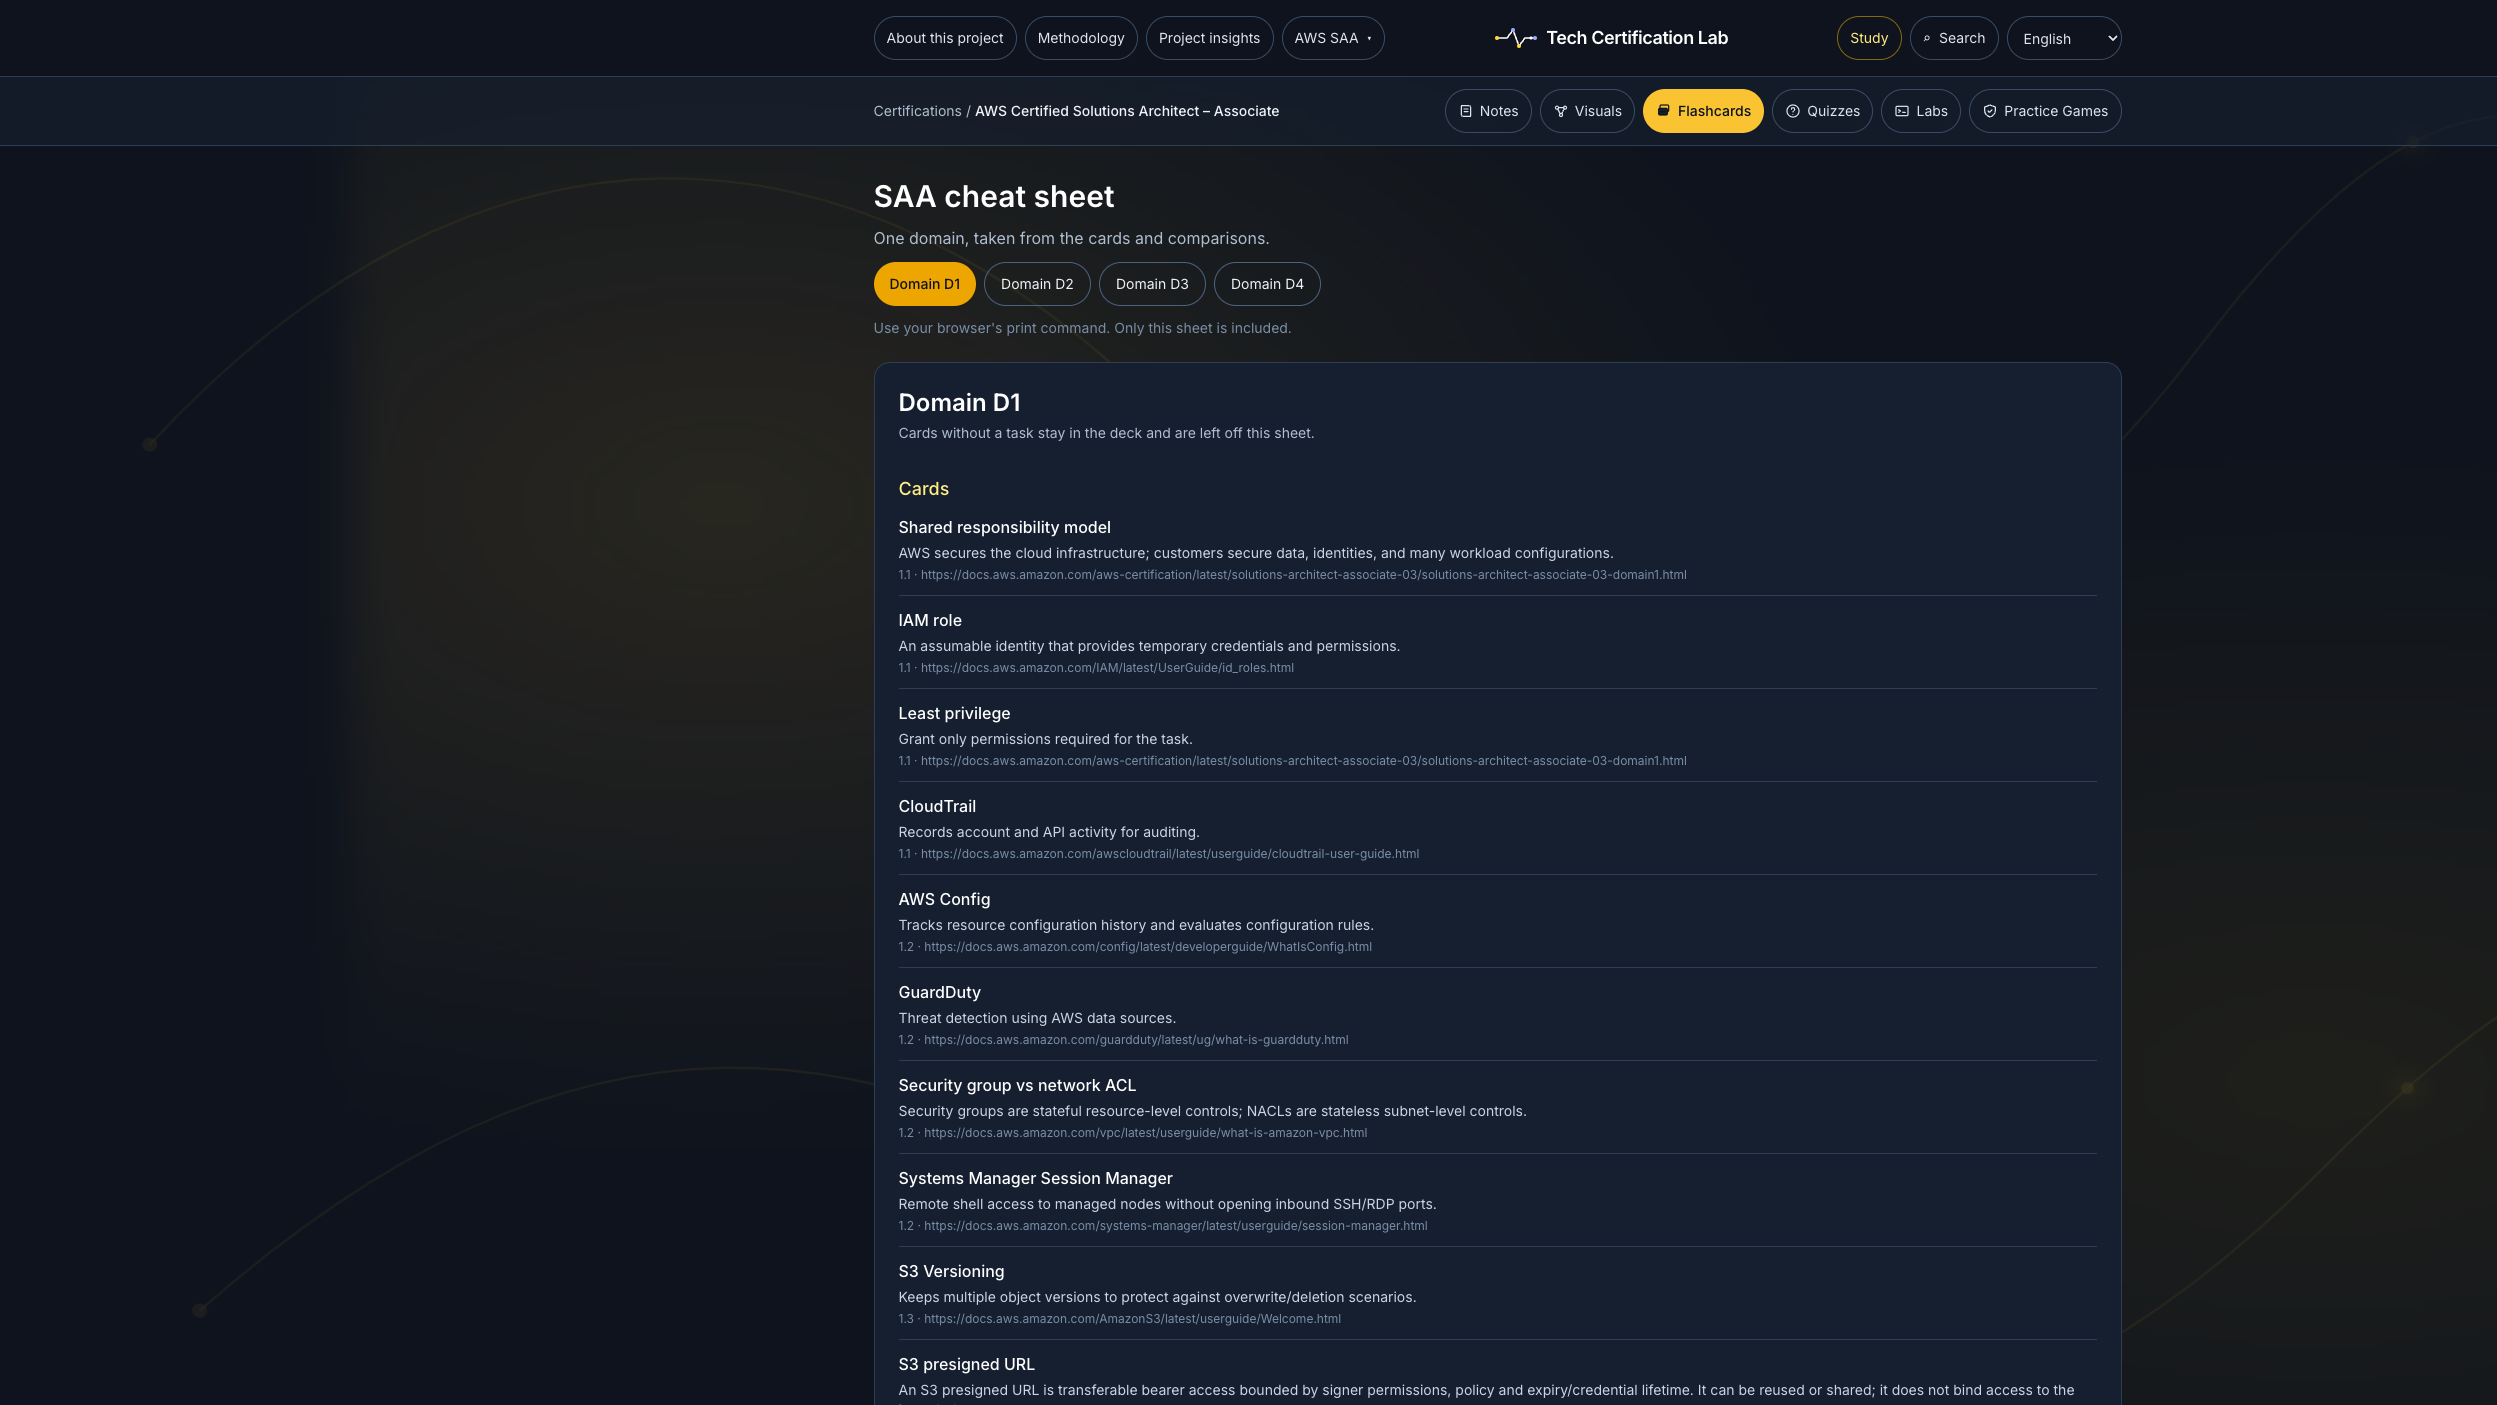 About this project
Methodology
Project insights
AWS SAA
Tech Certification Lab
Study
Search
English
Certifications / AWS Certified Solutions Architect – Associate
Notes
Visuals
Flashcards
Quizzes
Labs
Practice Games
SAA cheat sheet
One domain, taken from the cards and comparisons.
Domain D1
Domain D2
Domain D3
Domain D4
Use your browser's print command. Only this sheet is included.
Domain D1
Cards without a task stay in the deck and are left off this sheet.
Cards
Shared responsibility model
AWS secures the cloud infrastructure; customers secure data, identities, and many workload configurations.
1.1 · https://docs.aws.amazon.com/aws-certification/latest/solutions-architect-associate-03/solutions-architect-associate-03-domain1.html
IAM role
An assumable identity that provides temporary credentials and permissions.
1.1 · https://docs.aws.amazon.com/IAM/latest/UserGuide/id_roles.html
Least privilege
Grant only permissions required for the task.
1.1 · https://docs.aws.amazon.com/aws-certification/latest/solutions-architect-associate-03/solutions-architect-associate-03-domain1.html
CloudTrail
Records account and API activity for auditing.
1.1 · https://docs.aws.amazon.com/awscloudtrail/latest/userguide/cloudtrail-user-guide.html
AWS Config
Tracks resource configuration history and evaluates configuration rules.
1.2 · https://docs.aws.amazon.com/config/latest/developerguide/WhatIsConfig.html
GuardDuty
Threat detection using AWS data sources.
1.2 · https://docs.aws.amazon.com/guardduty/latest/ug/what-is-guardduty.html
Security group vs network ACL
Security groups are stateful resource-level controls; NACLs are stateless subnet-level controls.
1.2 · https://docs.aws.amazon.com/vpc/latest/userguide/what-is-amazon-vpc.html
Systems Manager Session Manager
Remote shell access to managed nodes without opening inbound SSH/RDP ports.
1.2 · https://docs.aws.amazon.com/systems-manager/latest/userguide/session-manager.html
S3 Versioning
Keeps multiple object versions to protect against overwrite/deletion scenarios.
1.3 · https://docs.aws.amazon.com/AmazonS3/latest/userguide/Welcome.html
S3 presigned URL
An S3 presigned URL is transferable bearer access bounded by signer permissions, policy and expiry/credential lifetime. It can be reused or shared; it does not bind access to the